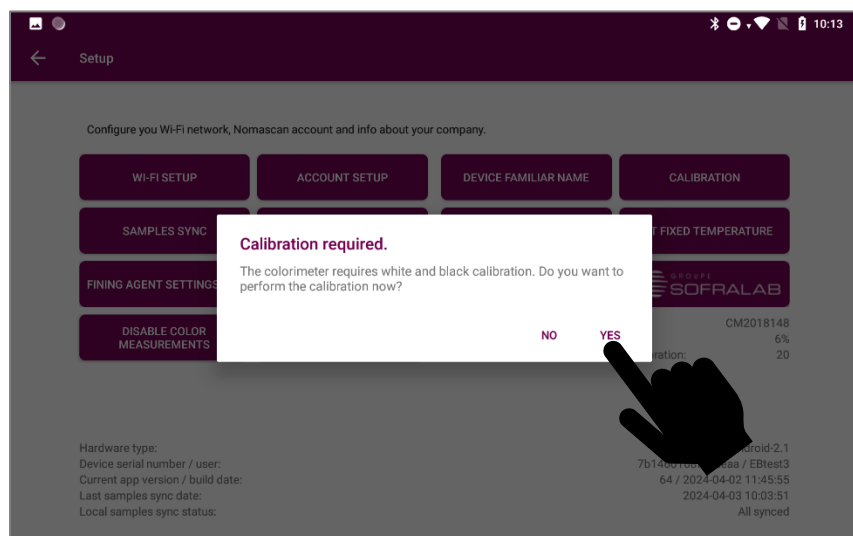 10:13
Setup
Configure you Wi-Fi network, Nomascan account and info about your company.
WI-FI SETUP
ACCOUNT SETUP
DEVICE FAMILIAR NAME
CALIBRATION
SAMPLES SYNC
FIXED TEMPERATURE
Calibration required.
The colorimeter requires white and black calibration. Do you want to
perform the calibration now?
NO
YES
FINING AGENT SETTINGS
GROUPE
SOFRALAB
DISABLE COLOR
MEASUREMENTS
CM2018148
6%
20
Hardware type:
Device serial number / user:
/ EBtest3
Current app version / build date:
64 / 2024-04-02 11:45:55
Last samples sync date:
2024-04-03 10:03:51
Local samples sync status:
All synced